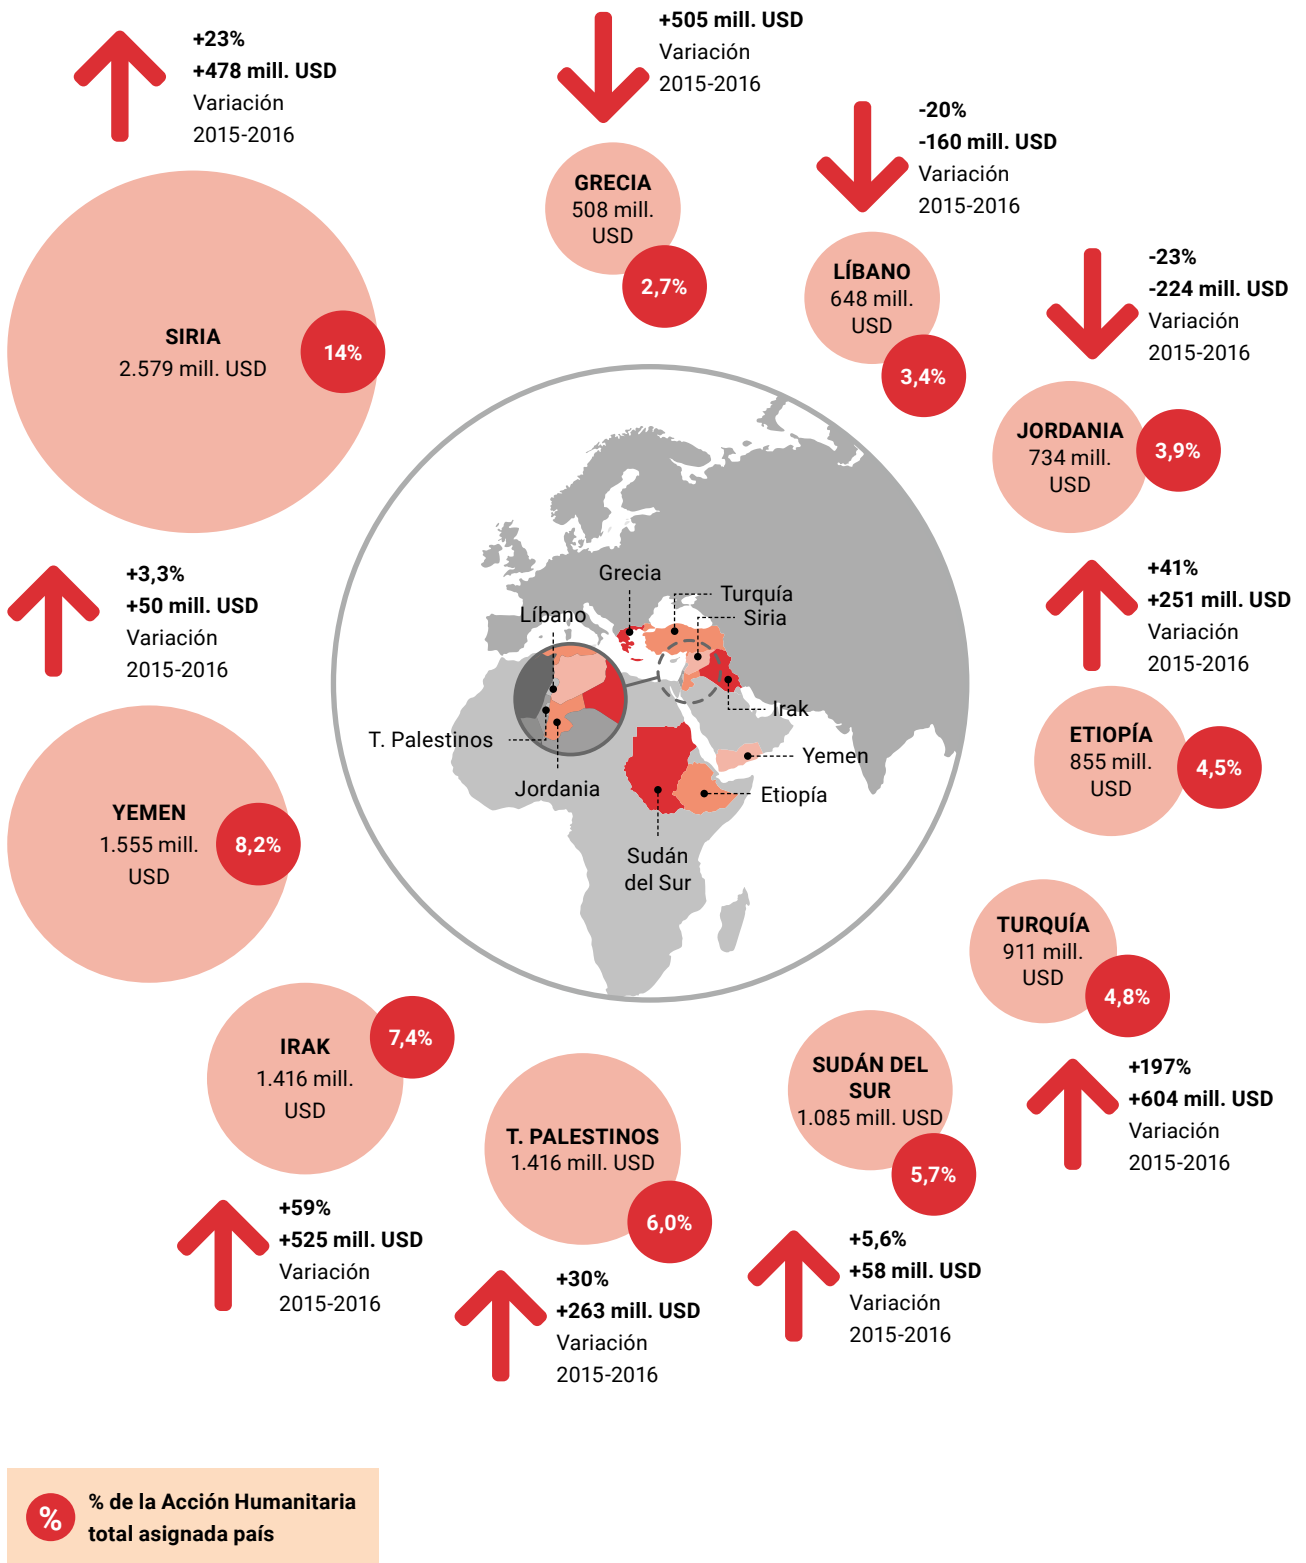 +23%
+478 mill. USD
Variación
2015-2016
SIRIA
2.579 mill. USD
14%
+505 mill. USD
Variación
2015-2016
GRECIA
508 mill.
USD
2,7%
-20%
-160 mill. USD
Variación
2015-2016
LÍBANO
648 mill.
USD
3,4%
-23%
-224 mill. USD
Variación
2015-2016
JORDANIA
734 mill.
USD
3,9%
+41%
+251 mill. USD
Variación
2015-2016
ETIOPÍA
855 mill.
USD
4,5%
TURQUÍA
911 mill.
USD
4,8%
+197%
+604 mill. USD
Variación
2015-2016
SUDÁN DEL
SUR
1.085 mill. USD
5,7%
+5,6%
+58 mill. USD
Variación
2015-2016
T. PALESTINOS
1.416 mill. USD
6,0%
+30%
+263 mill. USD
Variación
2015-2016
IRAK
1.416 mill.
USD
7,4%
+59%
+525 mill. USD
Variación
2015-2016
+3,3%
+50 mill. USD
Variación
2015-2016
YEMEN
1.555 mill.
USD
8,2%
Grecia
Turquía
Líbano
Siria
Irak
T. Palestinos
Yemen
Jordania
Etiopía
Sudán
del Sur
%
% de la Acción Humanitaria
total asignada país